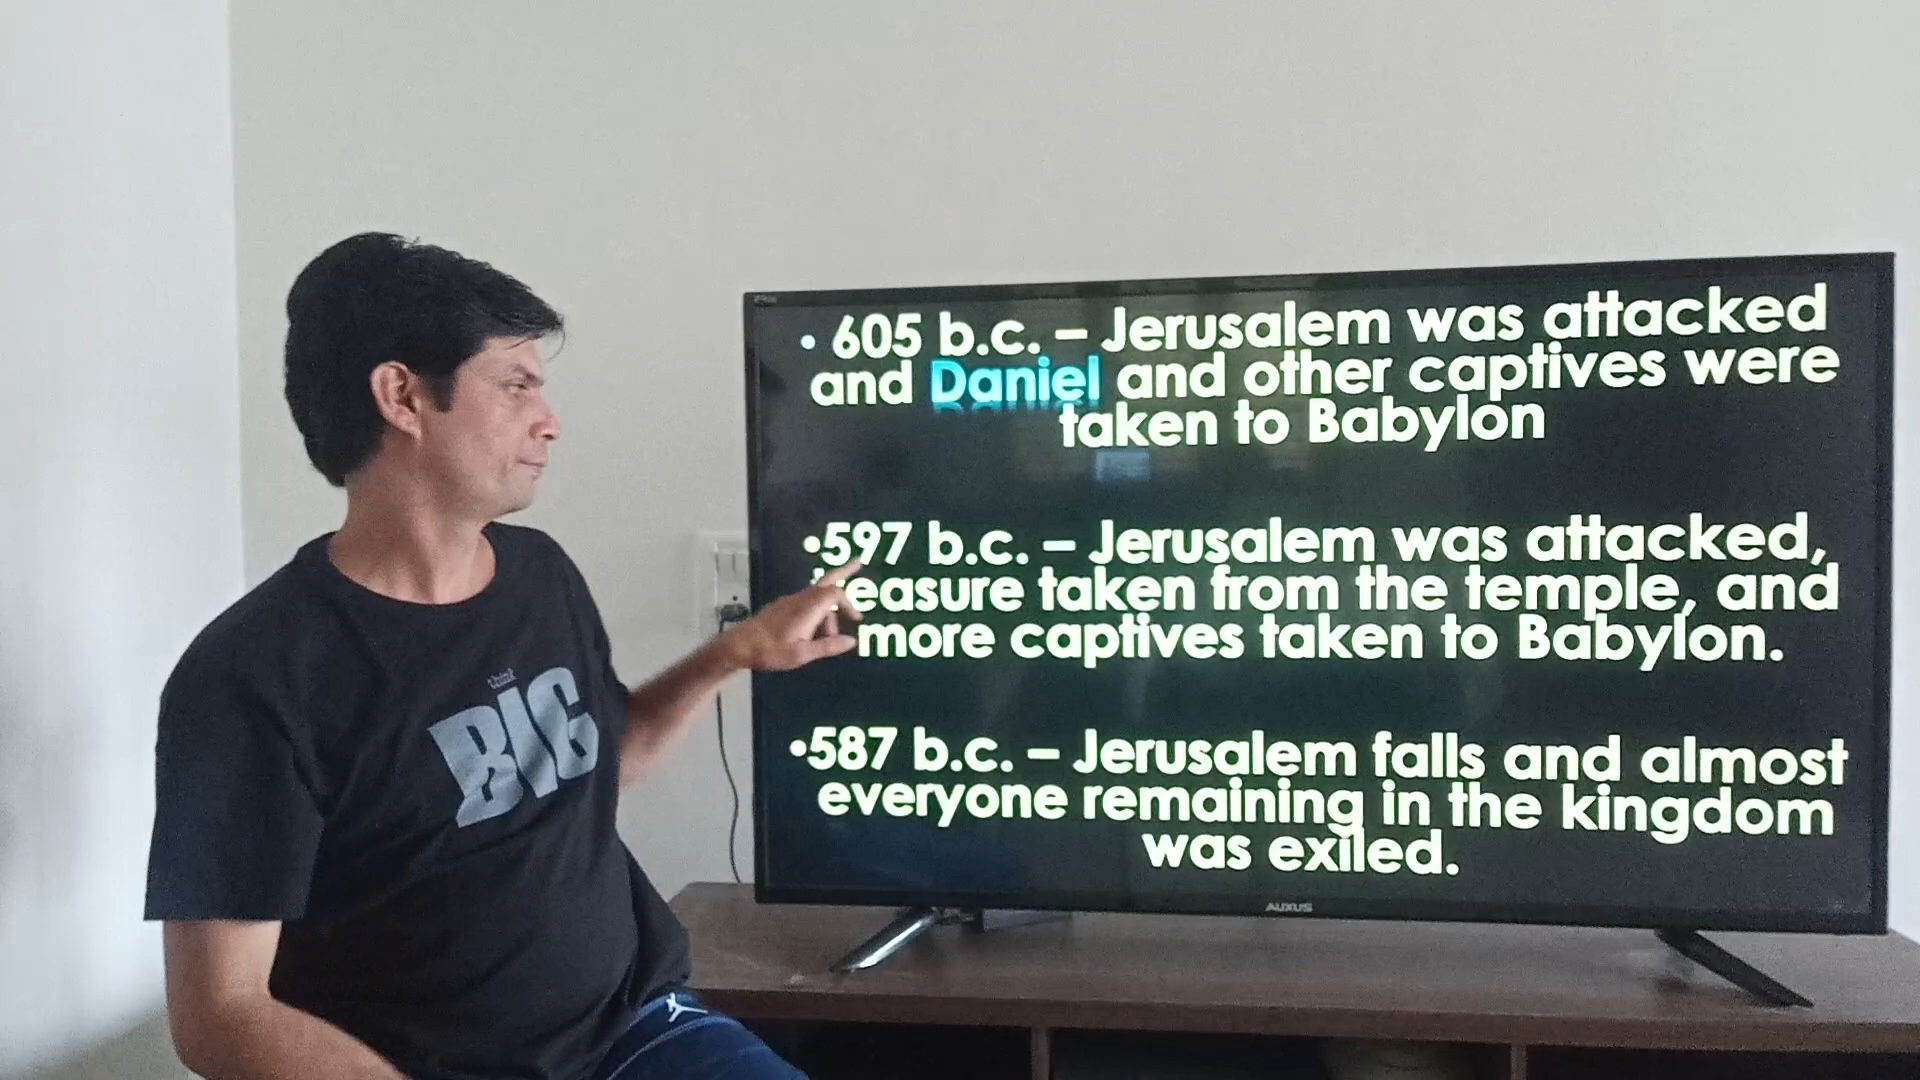 • 605 b.c. – Jerusalem was attacked
and Daniel and other captives were
taken to Babylon
•597 b.c. – Jerusalem was attacked,
treasure taken from the temple, and
more captives taken to Babylon.
•587 b.c. – Jerusalem falls and almost
everyone remaining in the kingdom
was exiled.
AUXUS
think
BIG